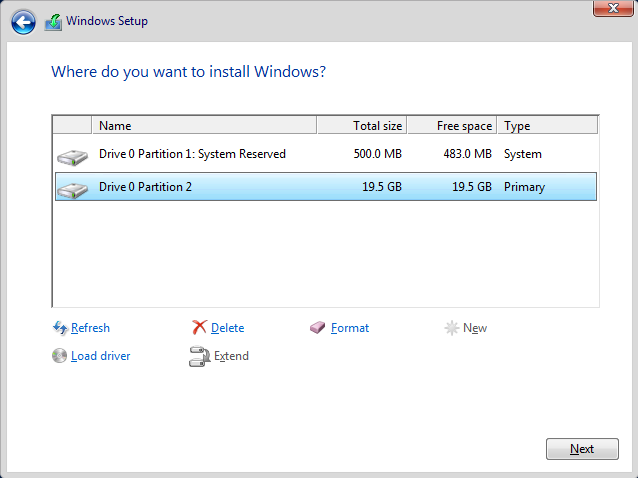 Windows Setup
Where do you want to install Windows?
Name Total size Free space Type
Drive 0 Partition 1: System Reserved 500.0 MB 483.0 MB System
Drive 0 Partition 2 19.5 GB 19.5 GB Primary
Refresh Delete Format New
Load driver Extend
Next